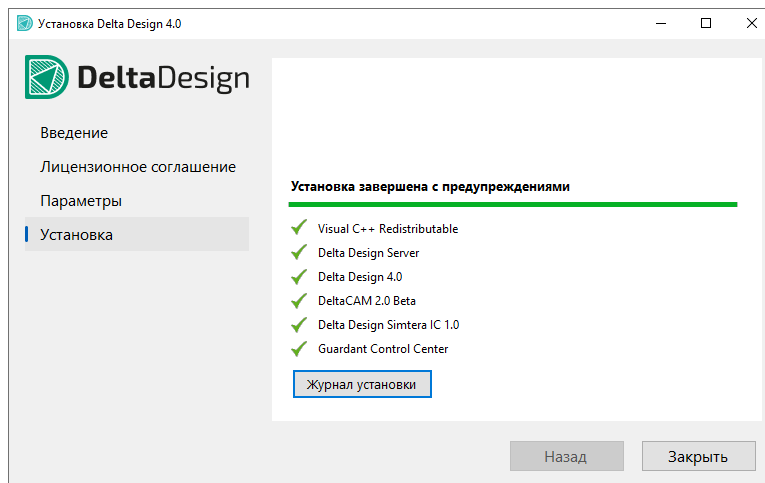 Установка Delta Design 4.0
DeltaDesign
Введение
Лицензионное соглашение
Параметры
Установка
Установка завершена с предупреждениями
Visual C++ Redistributable
Delta Design Server
Delta Design 4.0
DeltaCAM 2.0 Beta
Delta Design Simtera IC 1.0
Guardant Control Center
Журнал установки
Назад
Закрыть